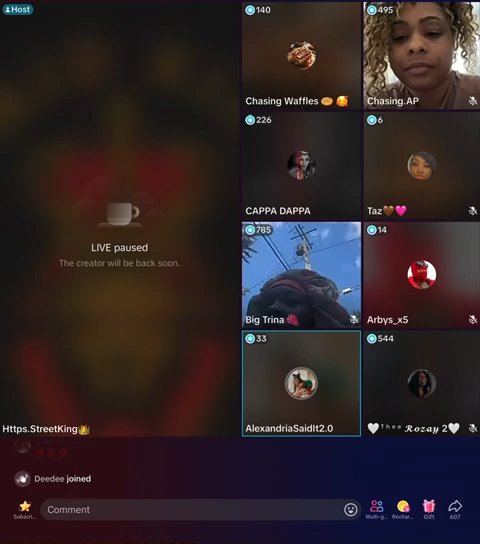 Host
LIVE paused
The creator will be back soon.
Https.StreetKing👑
140
Chasing Waffles 🧇 🥰
495
Chasing.AP
226
CAPPA DAPPA
6
Taz🤎💗
785
Big Trina 🍓
14
Arbys_x5
33
AlexandriaSaidIt2.0
544
🤍ᵀʰᵉᵉ 𝓡𝓸𝔃𝓪𝔂 2🤍
Deedee joined
Subscri...
Comment
Multi-g...
Rechar...
Gift
607